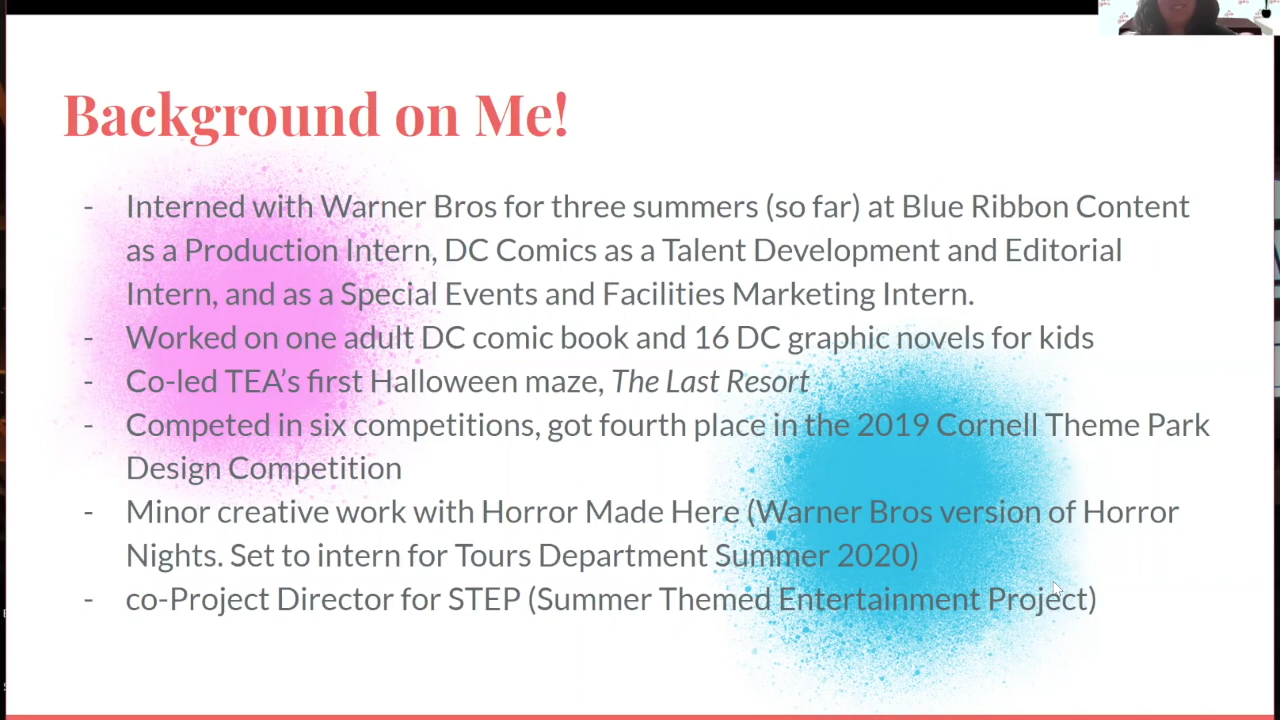 Background on Me!
- Interned with Warner Bros for three summers (so far) at Blue Ribbon Content
as a Production Intern, DC Comics as a Talent Development and Editorial
Intern, and as a Special Events and Facilities Marketing Intern.
- Worked on one adult DC comic book and 16 DC graphic novels for kids
- Co-led TEA's first Halloween maze, The Last Resort
- Competed in six competitions, got fourth place in the 2019 Cornell Theme Park
Design Competition
- Minor creative work with Horror Made Here (Warner Bros version of Horror
Nights. Set to intern for Tours Department Summer 2020)
- co-Project Director for STEP (Summer Themed Entertainment Project)